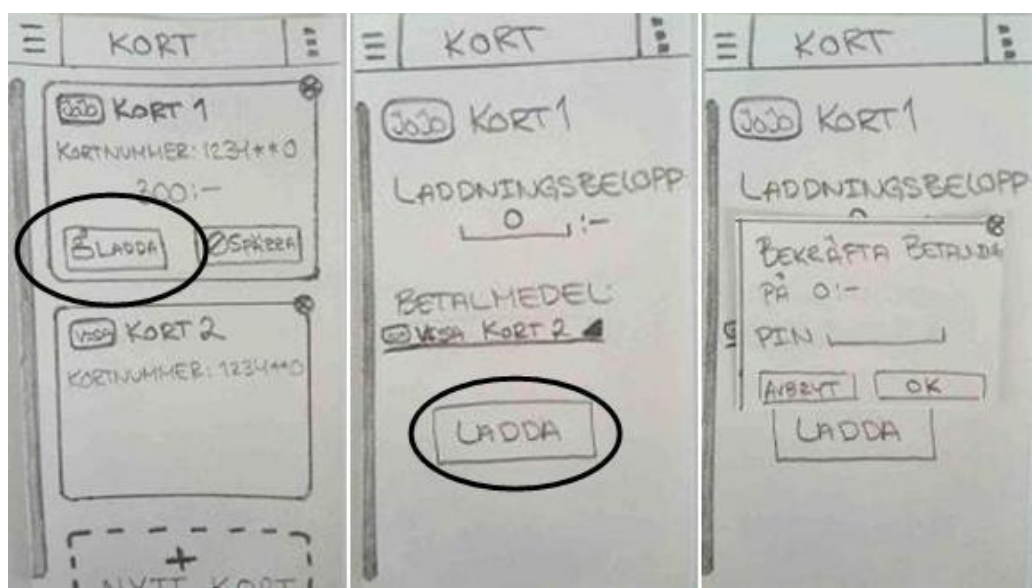 KORT
JoJo KORT 1
KORTNUMMER: 1234**0
200:-
LADDA SPÄRRA
VISA KORT 2
KORTNUMMER: 1234**0
+
NYTT KORT
KORT
JoJo KORT 1
LADDNINGSBELOPP
0 :-
BETALMEDEL:
VISA KORT 2
LADDA
KORT
JoJo KORT 1
LADDNINGSBELOPP
BEKRÄFTA
PÅ 0:-
PIN
AVBRYT OK
LADDA